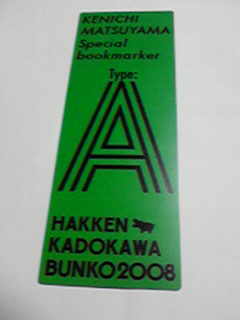 KENICHI
MATSUYAMA
Special
bookmarker
Type:
A
HAKKEN
KADOKAWA
BUNKO2008